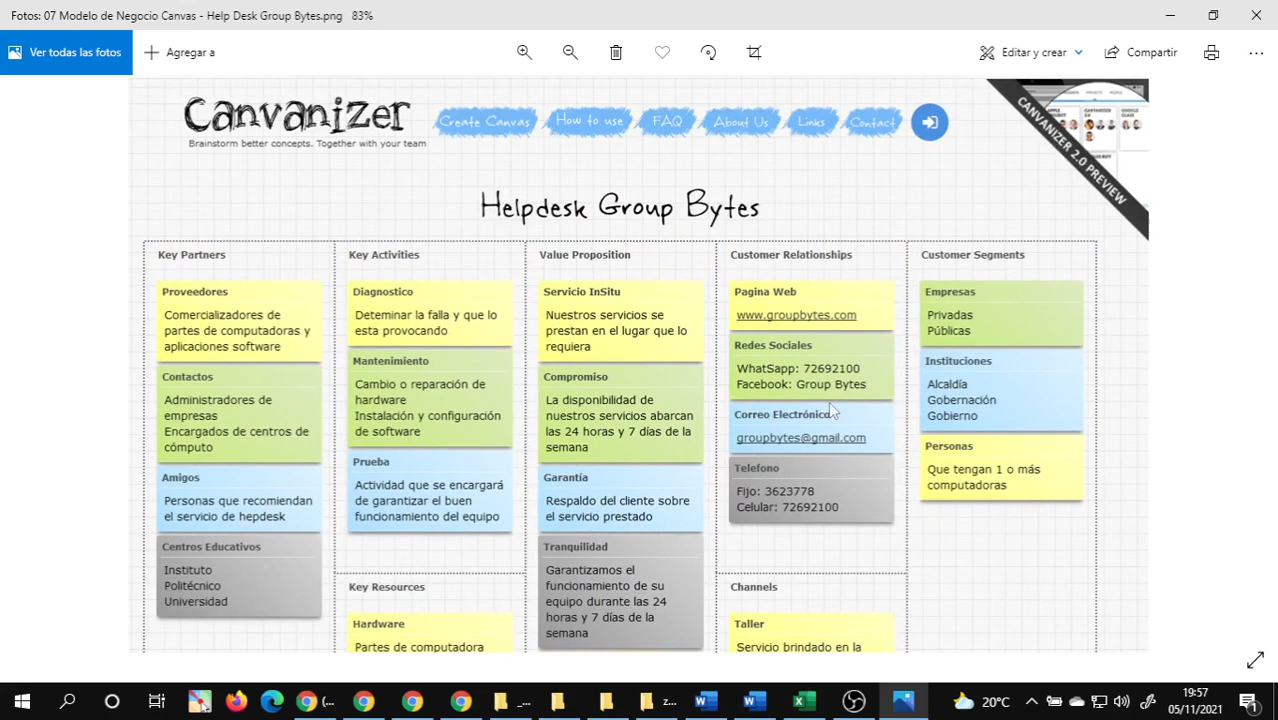 Fotos: 07 Modelo de Negocio Canvas - Help Desk Group Bytes.png  83%
Ver todas las fotos
Agregar a
Editar y crear
Compartir
Canvanizer
Brainstorm better concepts. Together with your team
Create Canvas
How to use
FAQ
About Us
Links
Contact
CANVANIZER 2.0 PREVIEW
Helpdesk Group Bytes
Key Partners
Proveedores
Comercializadores de
partes de computadoras y
aplicaciones software
Contactos
Administradores de
empresas
Encargados de centros de
cómputo
Amigos
Personas que recomiendan
el servicio de hepdesk
Centros Educativos
Instituto
Politécnico
Universidad
Key Activities
Diagnostico
Deteminar la falla y que lo
esta provocando
Mantenimiento
Cambio o reparación de
hardware
Instalación y configuración
de software
Prueba
Actividad que se encargará
de garantizar el buen
funcionamiento del equipo
Key Resources
Hardware
Partes de computadora
Value Proposition
Servicio InSitu
Nuestros servicios se
prestan en el lugar que lo
requiera
Compromiso
La disponibilidad de
nuestros servicios abarcan
las 24 horas y 7 días de la
semana
Garantía
Respaldo del cliente sobre
el servicio prestado
Tranquilidad
Garantizamos el
funcionamiento de su
equipo durante las 24
horas y 7 días de la
semana
Customer Relationships
Pagina Web
www.groupbytes.com
Redes Sociales
WhatSapp: 72692100
Facebook: Group Bytes
Correo Electrónico
groupbytes@gmail.com
Telefono
Fijo: 3623778
Celular: 72692100
Channels
Taller
Servicio brindado en la
Customer Segments
Empresas
Privadas
Públicas
Instituciones
Alcaldía
Gobernación
Gobierno
Personas
Que tengan 1 o más
computadoras
(...
_...
z...
20°C
19:57
05/11/2021
1